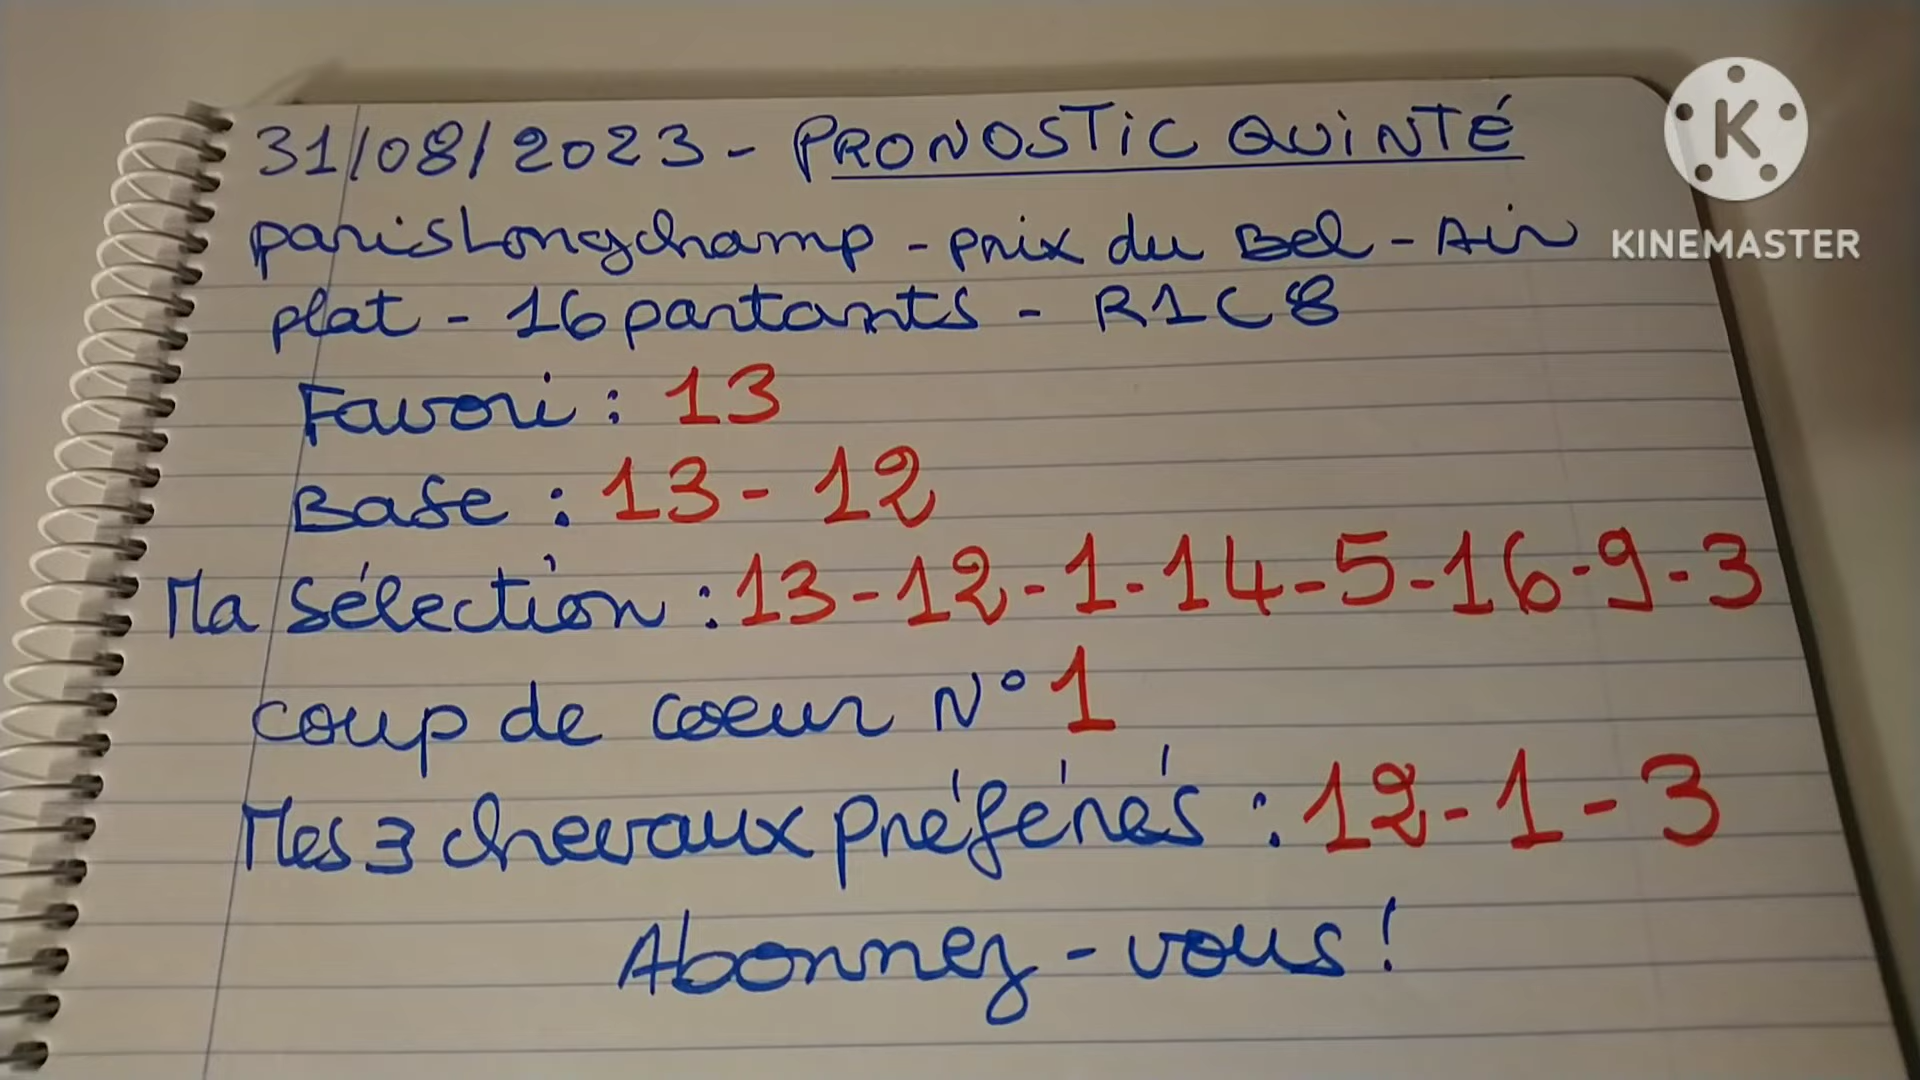 31/08/2023 - PRONOSTIC QUINTÉ
parisLongchamp - prix du Bel - Air
plat - 16 partants - R1C8
Favori : 13
Base : 13 - 12
Ma Sélection : 13 - 12 - 1 - 14 - 5 - 16 - 9 - 3
coup de coeur N° 1
Mes 3 chevaux préférés : 12 - 1 - 3
Abonnez - vous !
K
KINEMASTER